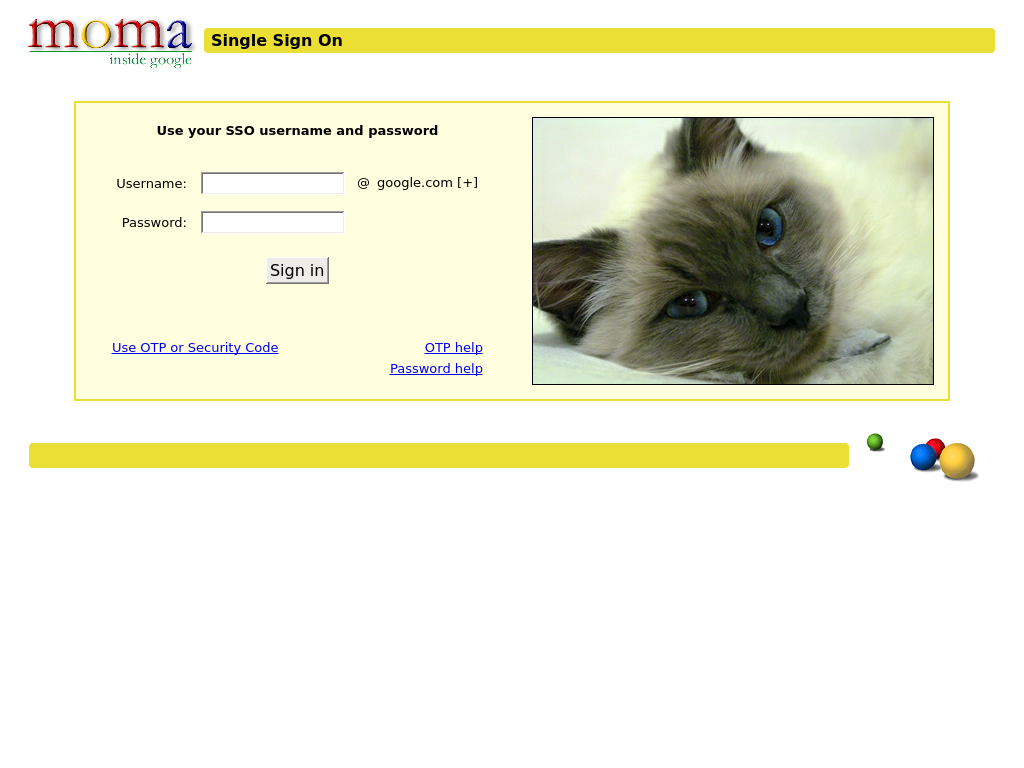 moma
inside google
Single Sign On
Use your SSO username and password
Username: @ google.com [+]
Password:
Sign in
Use OTP or Security Code OTP help
Password help